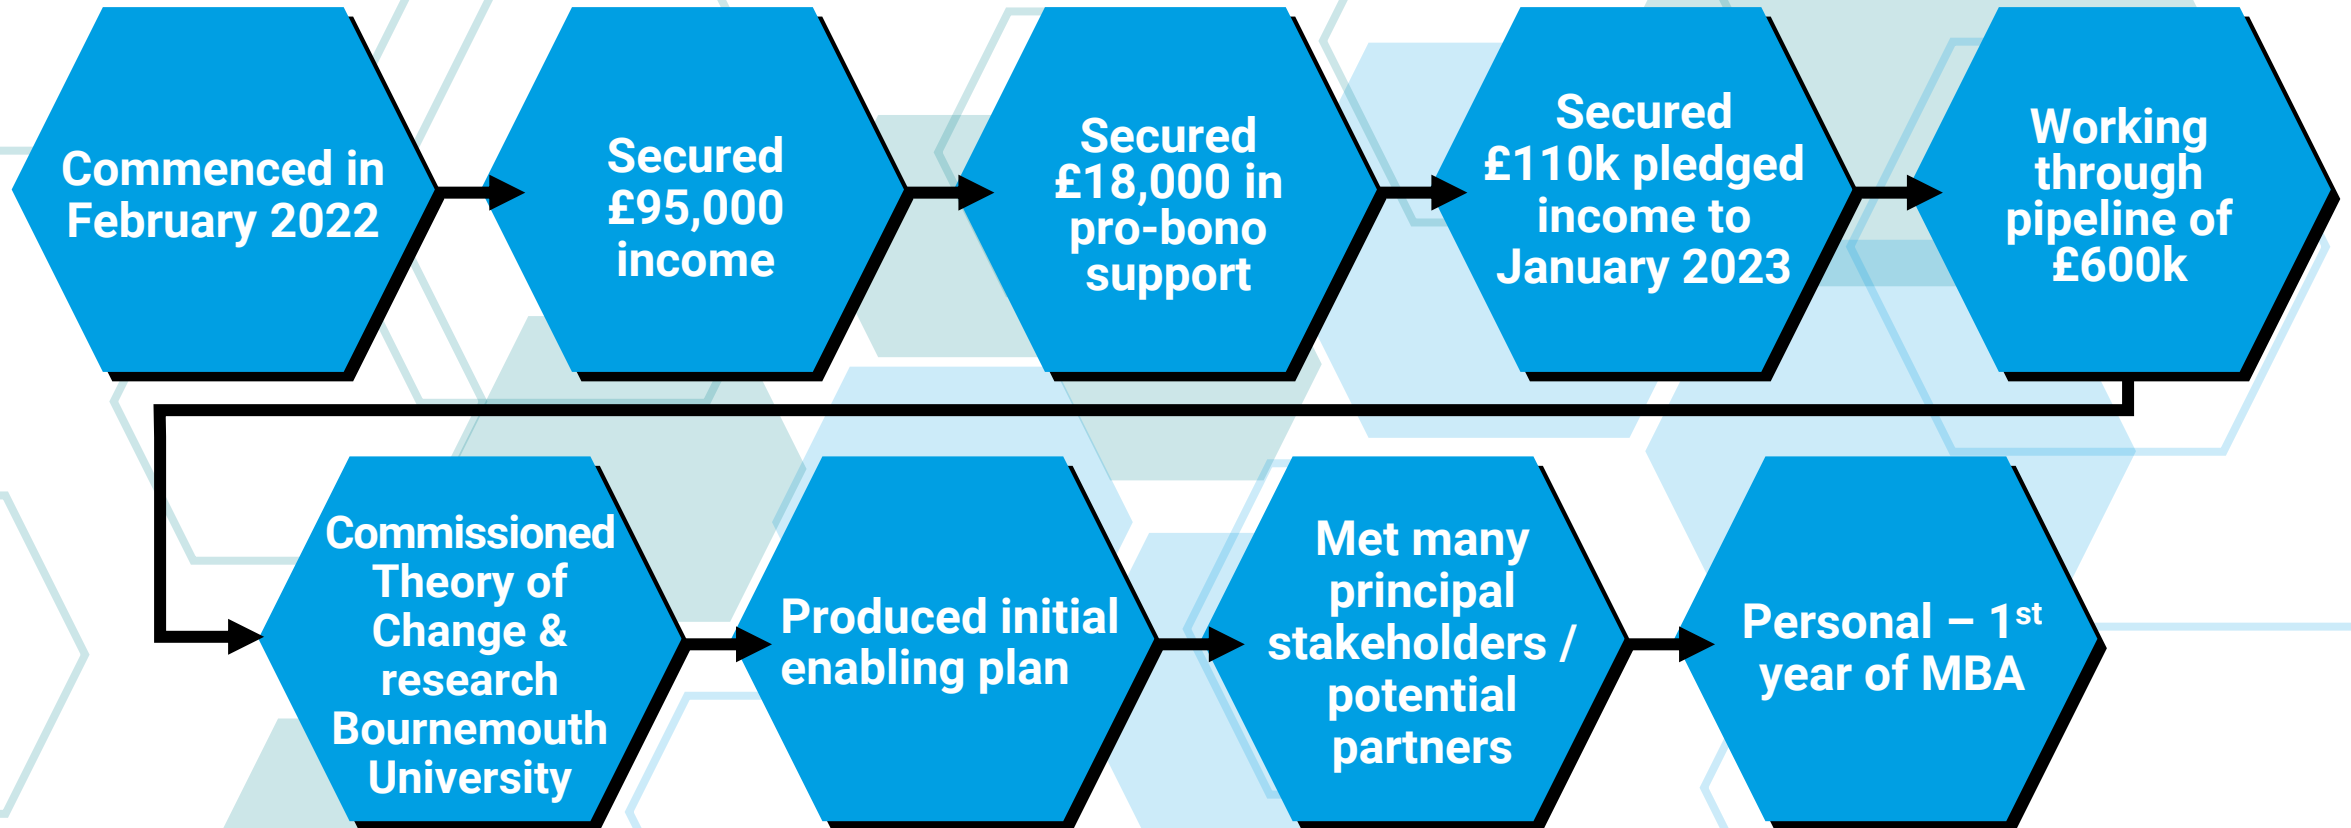 Commenced in
February 2022
Secured
£95,000
income
Secured
£18,000 in
pro-bono
support
Secured
£110k pledged
income to
January 2023
Working
through
pipeline of
£600k
Commissioned
Theory of
Change &
research
Bournemouth
University
Produced initial
enabling plan
Met many
principal
stakeholders /
potential
partners
Personal – 1st
year of MBA